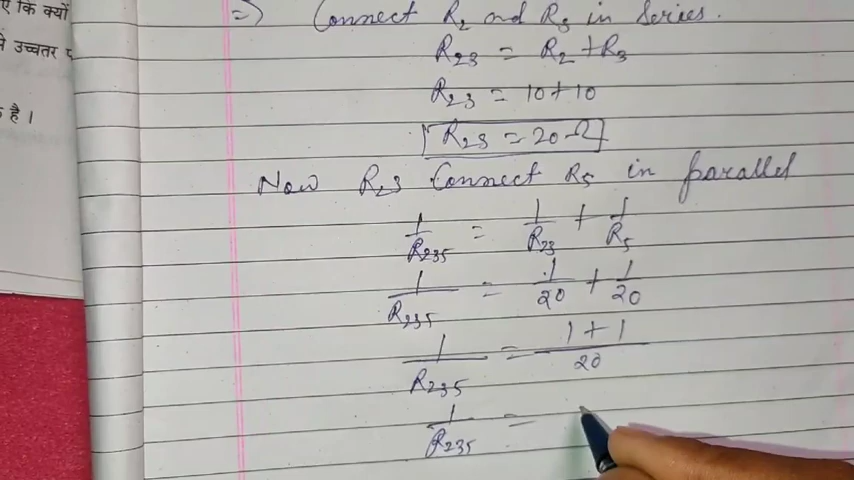 ए कि क्यों
उच्चतर
है।
=> Connect R₂ and R₃ in Series.
R₂₃ = R₂ + R₃
R₂₃ = 10 + 10
R₂₃ = 20 Ω
Now R₂₃ Connect R₅ in parallel
1/R₂₃₅ = 1/R₂₃ + 1/R₅
1/R₂₃₅ = 1/20 + 1/20
1/R₂₃₅ = (1 + 1)/20
1/R₂₃₅ =